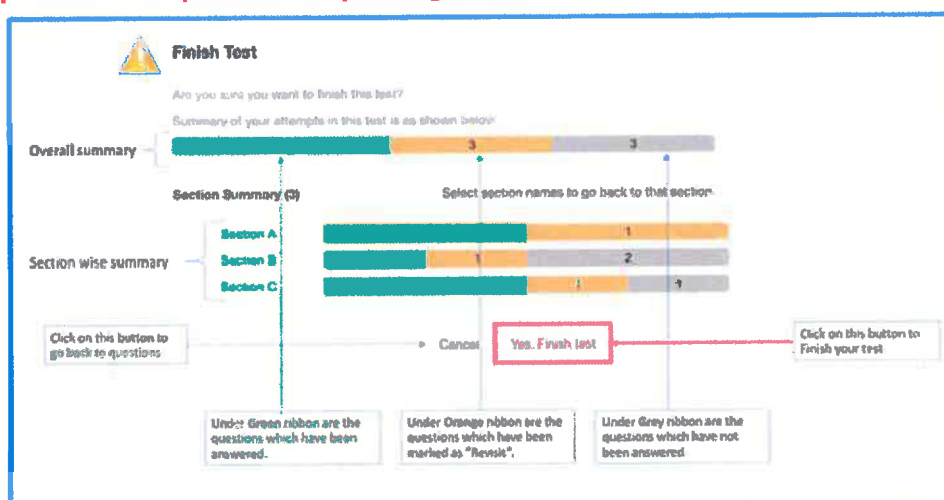 Finish Test
Are you sure you want to finish this test?
Summary of your attempts in this test is as shown below
Overall summary
3 3
Section Summary (3) Select section names to go back to that section
Section A 1
Section B 1 2
Section C 1 1
Section wise summary
Click on this button to
go back to questions
Cancel
Yes. Finish test
Click on this button to
Finish your test
Under Green ribbon are the
questions which have been
answered.
Under Orange ribbon are the
questions which have been
marked as "Revisit".
Under Grey ribbon are the
questions which have not
been answered